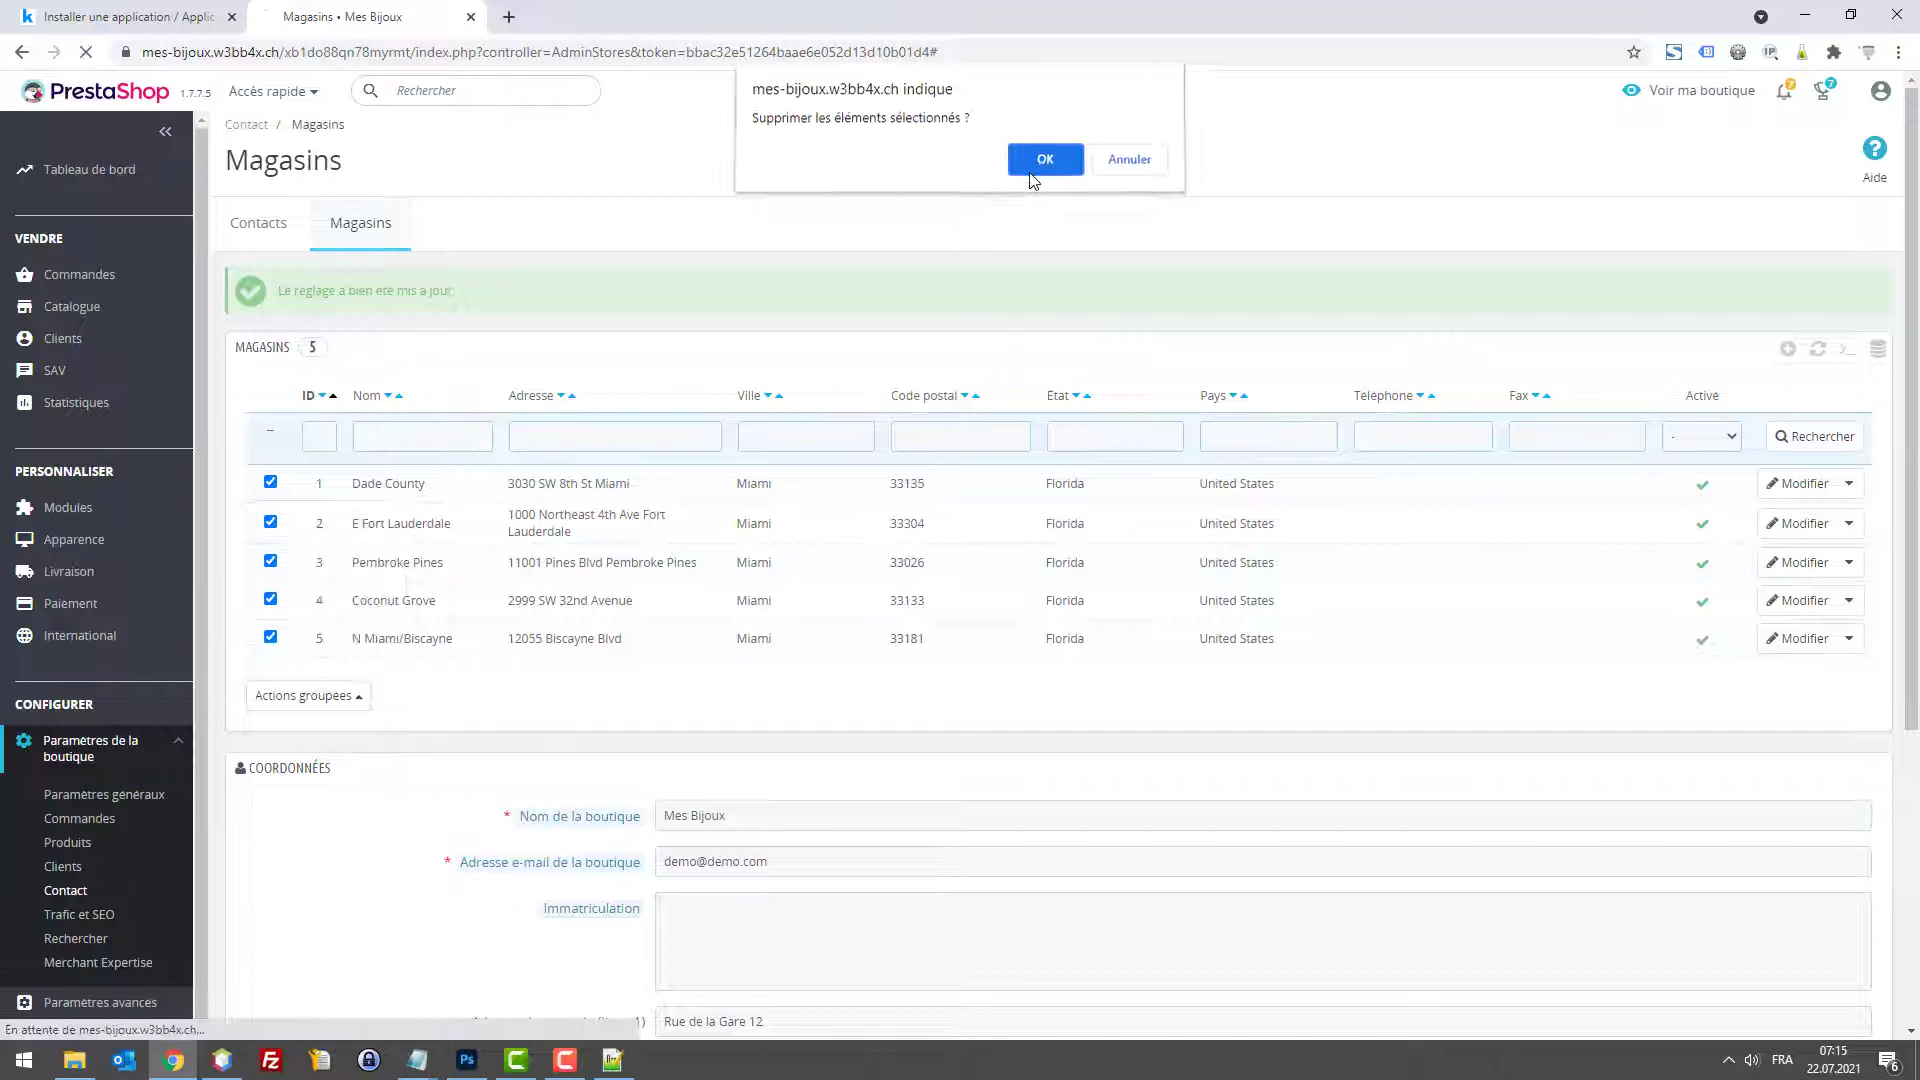 Installer une application / Applic
Magasins • Mes Bijoux
mes-bijoux.w3bb4x.ch/xb1do88qn78myrmt/index.php?controller=AdminStores&token=bbac32e51264baae6e052d13d10b01d4#
PrestaShop 1.7.7.5
Accès rapide
Rechercher
mes-bijoux.w3bb4x.ch indique
Supprimer les éléments sélectionnés ?
OK
Annuler
Voir ma boutique
7
7
Contact / Magasins
Magasins
Aide
Contacts
Magasins
Tableau de bord
VENDRE
Commandes
Catalogue
Clients
SAV
Statistiques
PERSONNALISER
Modules
Apparence
Livraison
Paiement
International
CONFIGURER
Paramètres de la
boutique
Paramètres généraux
Commandes
Produits
Clients
Contact
Trafic et SEO
Rechercher
Merchant Expertise
Paramètres avancés
Le réglage a bien été mis à jour.
MAGASINS 5
ID Nom Adresse Ville Code postal État Pays Téléphone Fax Activé
-- - Rechercher
1 Dade County 3030 SW 8th St Miami Miami 33135 Florida United States Modifier
2 E Fort Lauderdale 1000 Northeast 4th Ave Fort
Lauderdale Miami 33304 Florida United States Modifier
3 Pembroke Pines 11001 Pines Blvd Pembroke Pines Miami 33026 Florida United States Modifier
4 Coconut Grove 2999 SW 32nd Avenue Miami 33133 Florida United States Modifier
5 N Miami/Biscayne 12055 Biscayne Blvd Miami 33181 Florida United States Modifier
Actions groupées
COORDONNÉES
* Nom de la boutique Mes Bijoux
* Adresse e-mail de la boutique demo@demo.com
Immatriculation
Rue de la Gare 12
En attente de mes-bijoux.w3bb4x.ch...
FRA
07:15
22.07.2021
6